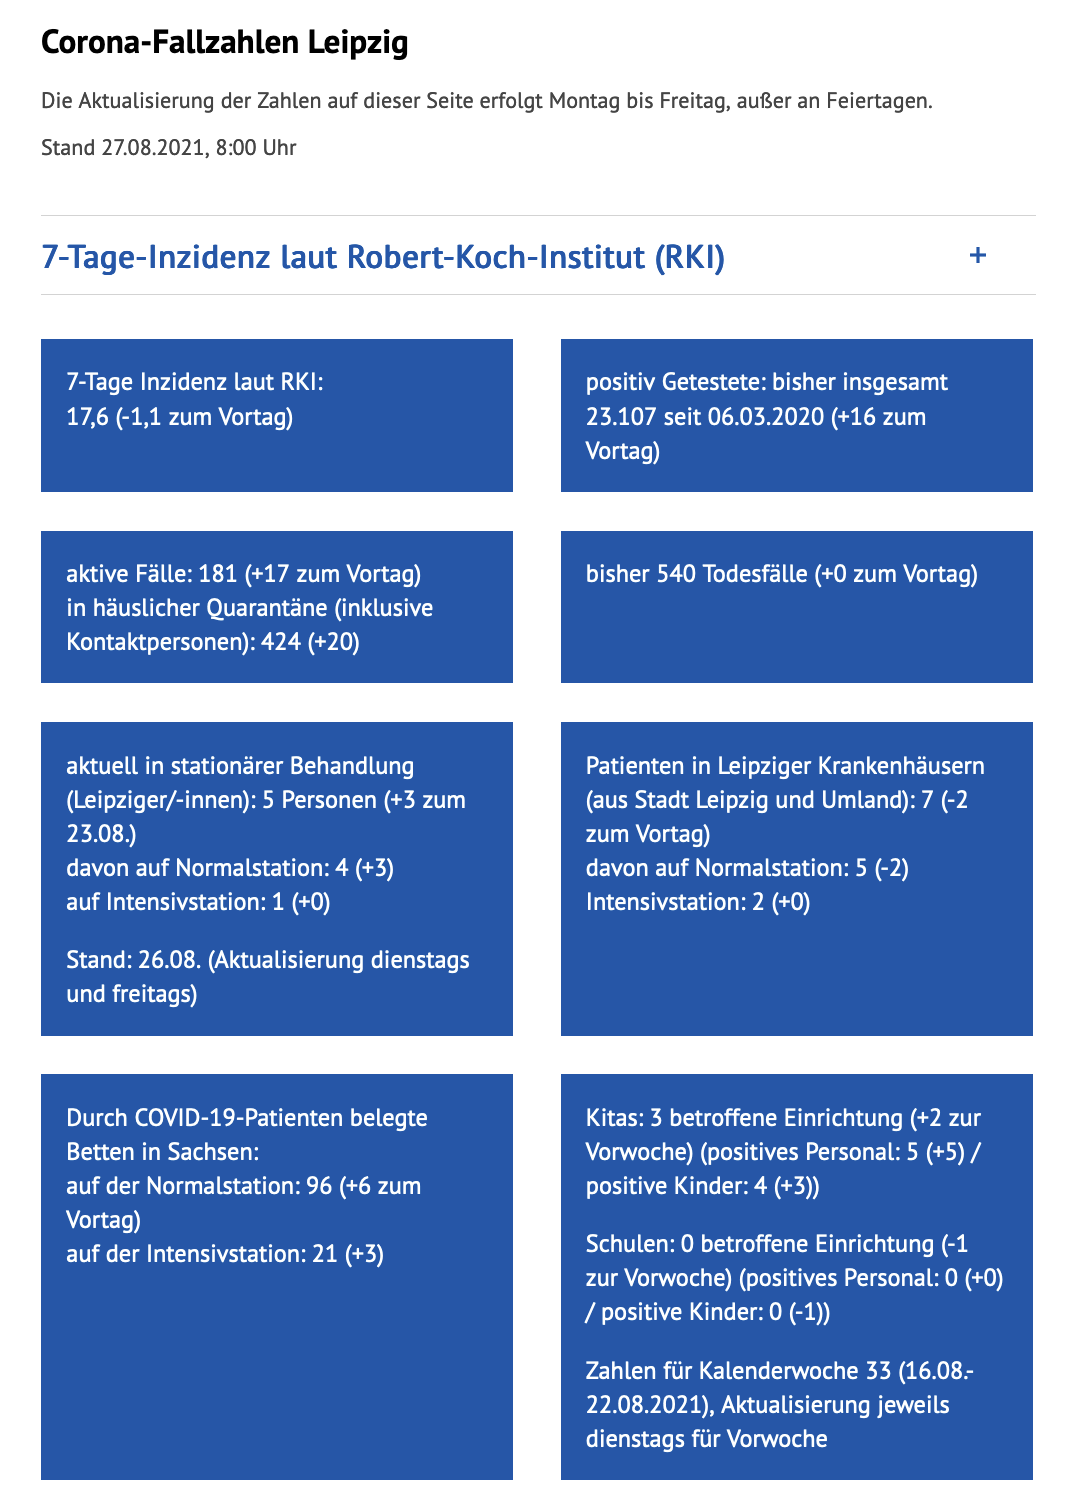 Corona-Fallzahlen Leipzig
Die Aktualisierung der Zahlen auf dieser Seite erfolgt Montag bis Freitag, außer an Feiertagen.
Stand 27.08.2021, 8:00 Uhr
7-Tage-Inzidenz laut Robert-Koch-Institut (RKI) +
7-Tage Inzidenz laut RKI:
17,6 (-1,1 zum Vortag)
positiv Getestete: bisher insgesamt
23.107 seit 06.03.2020 (+16 zum
Vortag)
aktive Fälle: 181 (+17 zum Vortag)
in häuslicher Quarantäne (inklusive
Kontaktpersonen): 424 (+20)
bisher 540 Todesfälle (+0 zum Vortag)
aktuell in stationärer Behandlung
(Leipziger/-innen): 5 Personen (+3 zum
23.08.)
davon auf Normalstation: 4 (+3)
auf Intensivstation: 1 (+0)
Stand: 26.08. (Aktualisierung dienstags
und freitags)
Patienten in Leipziger Krankenhäusern
(aus Stadt Leipzig und Umland): 7 (-2
zum Vortag)
davon auf Normalstation: 5 (-2)
Intensivstation: 2 (+0)
Durch COVID-19-Patienten belegte
Betten in Sachsen:
auf der Normalstation: 96 (+6 zum
Vortag)
auf der Intensivstation: 21 (+3)
Kitas: 3 betroffene Einrichtung (+2 zur
Vorwoche) (positives Personal: 5 (+5) /
positive Kinder: 4 (+3))
Schulen: 0 betroffene Einrichtung (-1
zur Vorwoche) (positives Personal: 0 (+0)
/ positive Kinder: 0 (-1))
Zahlen für Kalenderwoche 33 (16.08.-
22.08.2021), Aktualisierung jeweils
dienstags für Vorwoche